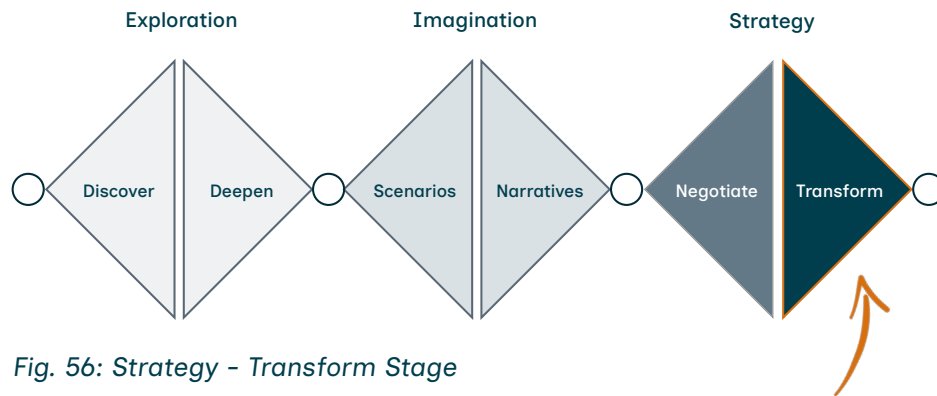 Exploration
Imagination
Strategy
Discover
Deepen
Scenarios
Narratives
Negotiate
Transform
Fig. 56: Strategy - Transform Stage